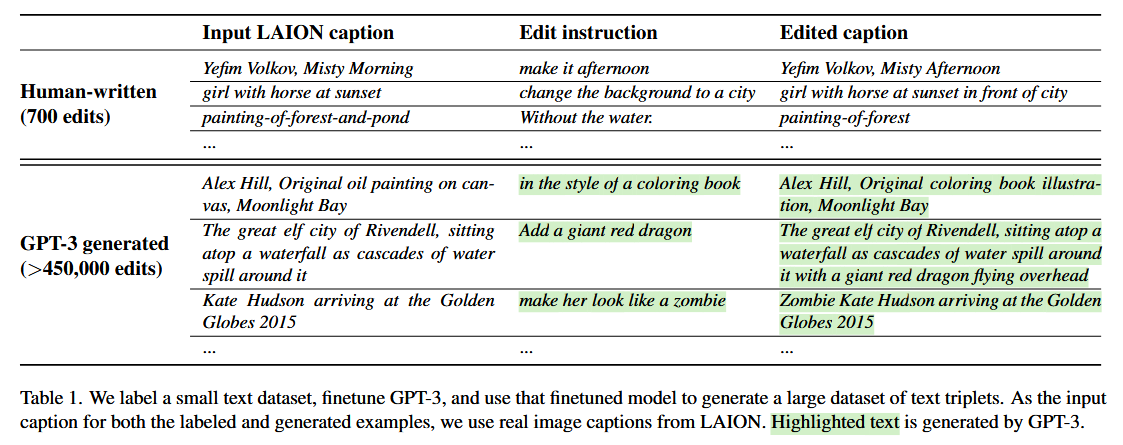 Input LAION caption Edit instruction Edited caption
Human-written
(700 edits)
Yefim Volkov, Misty Morning make it afternoon Yefim Volkov, Misty Afternoon
girl with horse at sunset change the background to a city girl with horse at sunset in front of city
painting-of-forest-and-pond Without the water. painting-of-forest
... ... ...
GPT-3 generated
(>450,000 edits)
Alex Hill, Original oil painting on can- in the style of a coloring book Alex Hill, Original coloring book illustra-
vas, Moonlight Bay tion, Moonlight Bay
The great elf city of Rivendell, sitting Add a giant red dragon The great elf city of Rivendell, sitting atop a
atop a waterfall as cascades of water waterfall as cascades of water spill around
spill around it it with a giant red dragon flying overhead
Kate Hudson arriving at the Golden make her look like a zombie Zombie Kate Hudson arriving at the Golden
Globes 2015 Globes 2015
... ... ...
Table 1. We label a small text dataset, finetune GPT-3, and use that finetuned model to generate a large dataset of text triplets. As the input
caption for both the labeled and generated examples, we use real image captions from LAION. Highlighted text is generated by GPT-3.